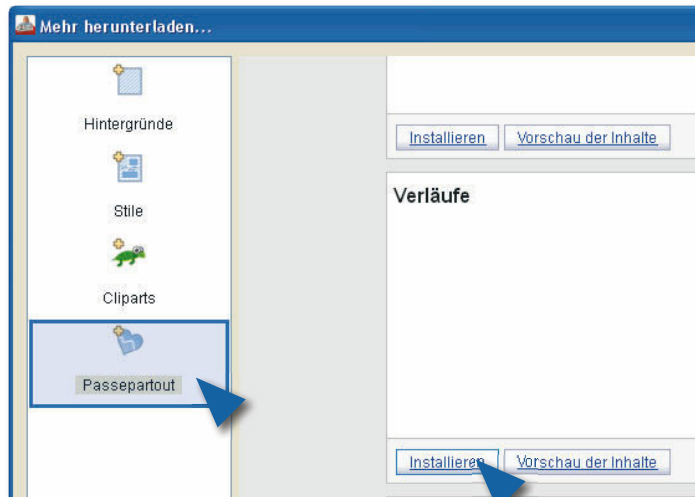 Mehr herunterladen...
Hintergründe
Stile
Cliparts
Passepartout
Installieren Vorschau der Inhalte
Verläufe
Installieren Vorschau der Inhalte